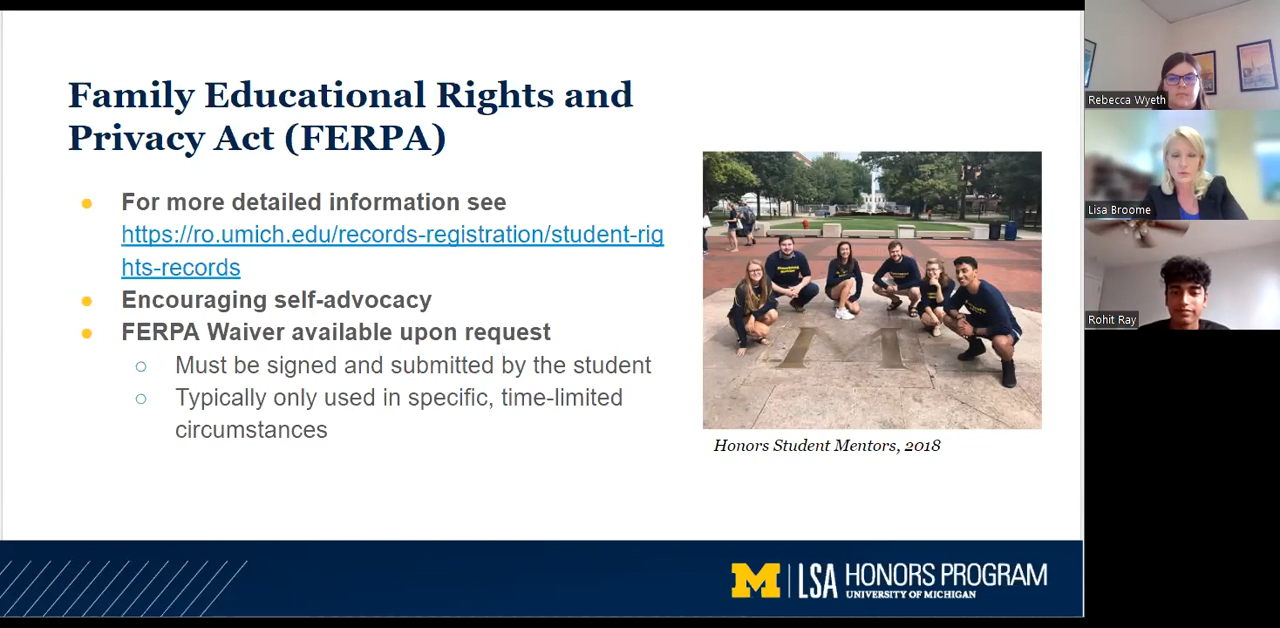 Family Educational Rights and
Privacy Act (FERPA)
For more detailed information see
https://ro.umich.edu/records-registration/student-rig
hts-records
Encouraging self-advocacy
FERPA Waiver available upon request
Must be signed and submitted by the student
Typically only used in specific, time-limited
circumstances
Honors Student Mentors, 2018
M LSA HONORS PROGRAM
UNIVERSITY OF MICHIGAN
Rebecca Wyeth
Lisa Broome
Rohit Ray